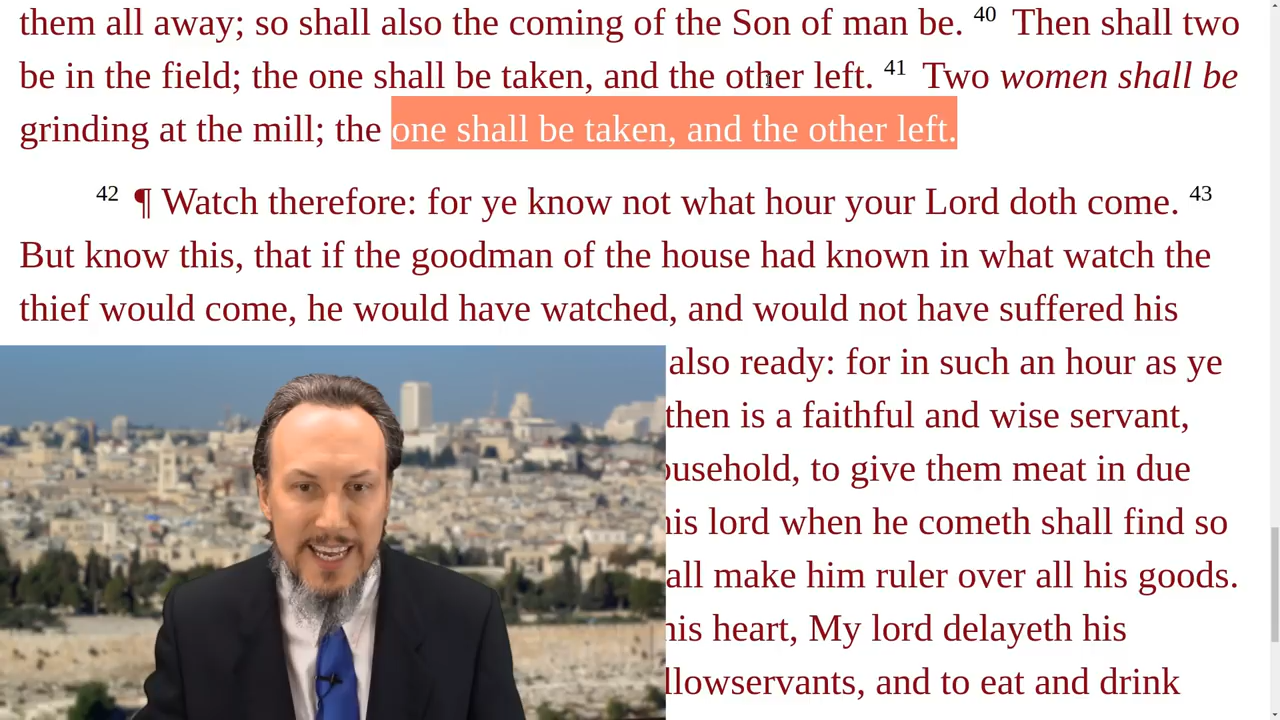 them all away; so shall also the coming of the Son of man be. 40 Then shall two
be in the field; the one shall be taken, and the other left. 41 Two women shall be
grinding at the mill; the one shall be taken, and the other left.
42 ¶ Watch therefore: for ye know not what hour your Lord doth come. 43
But know this, that if the goodman of the house had known in what watch the
thief would come, he would have watched, and would not have suffered his
also ready: for in such an hour as ye
then is a faithful and wise servant,
ousehold, to give them meat in due
his lord when he cometh shall find so
all make him ruler over all his goods.
his heart, My lord delayeth his
llowservants, and to eat and drink